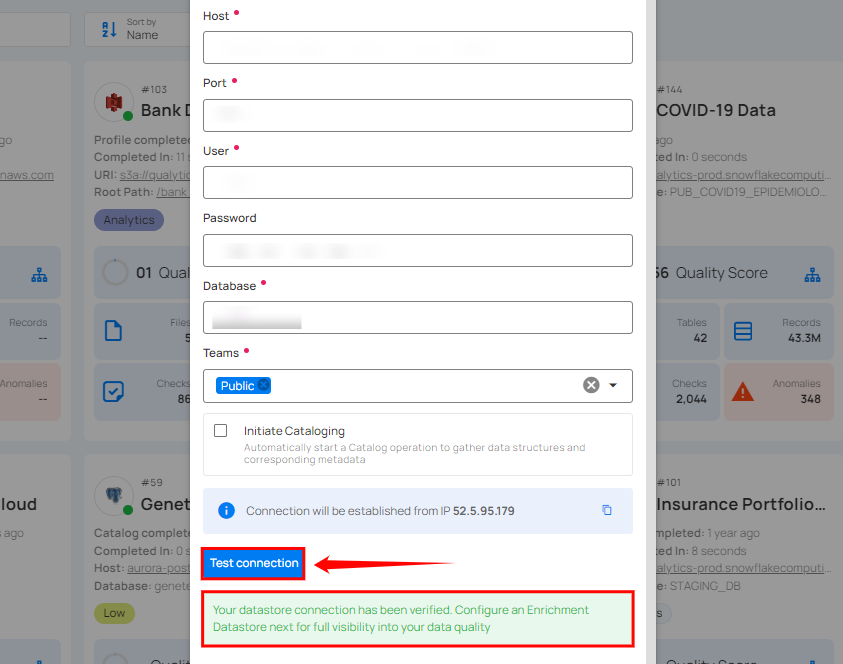 Sort by
Name
Host *
Port *
User *
Password
Database *
Teams *
Public
Initiate Cataloging
Automatically start a Catalog operation to gather data structures and
corresponding metadata
Connection will be established from IP 52.5.95.179
Test connection
Your datastore connection has been verified. Configure an Enrichment
Datastore next for full visibility into your data quality
ago
naws.com
Records
--
Anomalies
--
loud
s ago
#103
Bank D
Profile completed
Completed In: 11 s
URI: s3a://qualytic
Root Path: /bank_
Analytics
01 Qual
Files
5
Checks
86
#59
Genet
Catalog complete
Completed In: 0 s
Host: aurora-post
Database: genete
Low
#144
COVID-19 Data
ago
ed In: 0 seconds
alytics-prod.snowflakecomputi...
e: PUB_COVID19_EPIDEMIOLO...
56 Quality Score
Tables
42
Records
43.3M
Checks
2,044
Anomalies
348
#101
Insurance Portfolio...
mpleted: 1 year ago
ed In: 8 seconds
alytics-prod.snowflakecomputi...
e: STAGING_DB
s
Quality Score